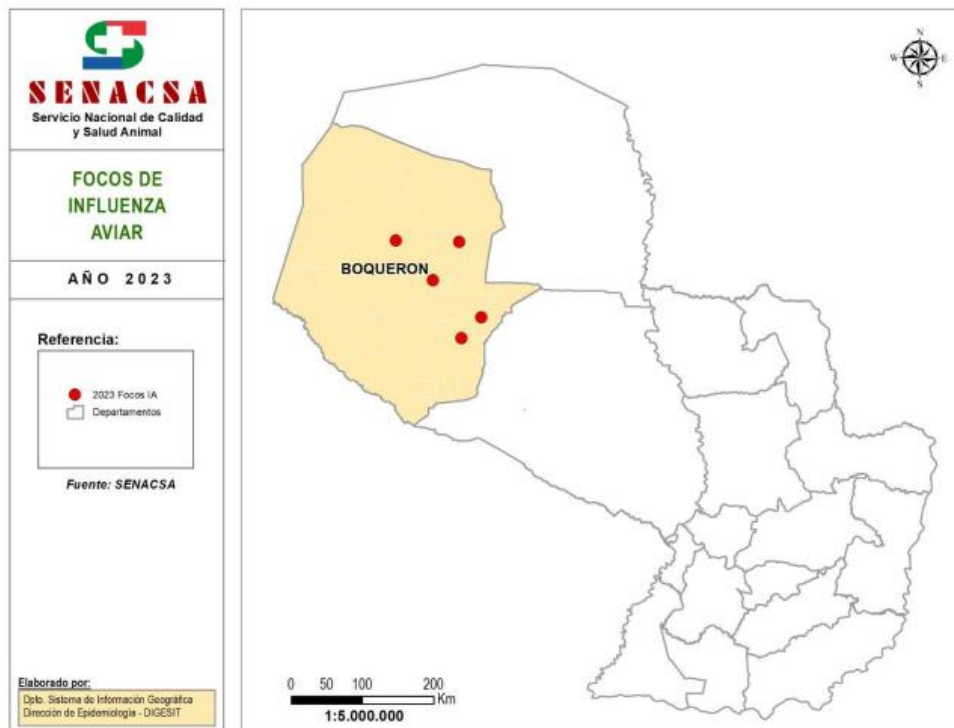 SENACSA
Servicio Nacional de Calidad
y Salud Animal
FOCOS DE
INFLUENZA
AVIAR
AÑO 2023
Referencia:
2023 Focos IA
Departamentos
Fuente: SENACSA
Elaborado por:
Dpto. Sistema de Información Geográfica
Dirección de Epidemiología - DIGESIT
N
W E
S
BOQUERON
0 50 100 200
Km
1:5.000.000